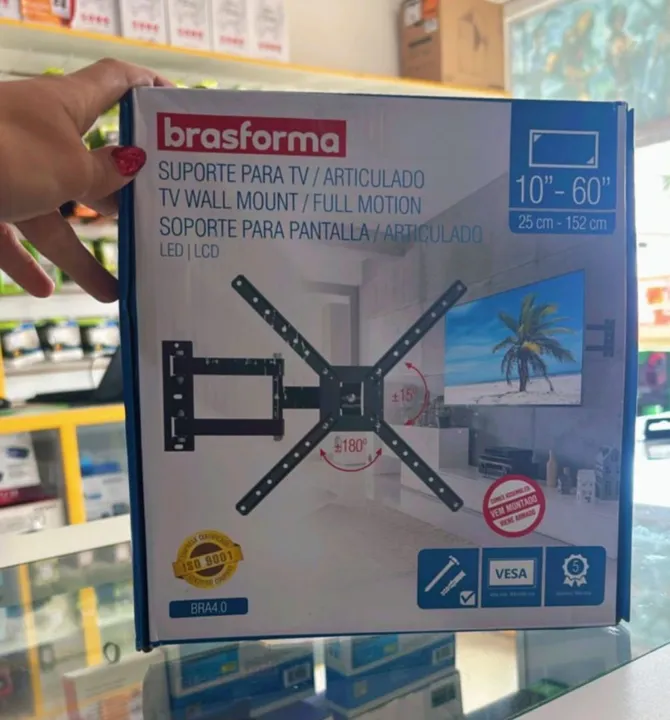 brasforma
SUPORTE PARA TV / ARTICULADO
TV WALL MOUNT / FULL MOTION
SOPORTE PARA PANTALLA / ARTICULADO
LED | LCD
10” - 60”
25 cm - 152 cm
±15°
±180º
VEM MONTADO
ISO 9001
BRA4.0
VESA
5